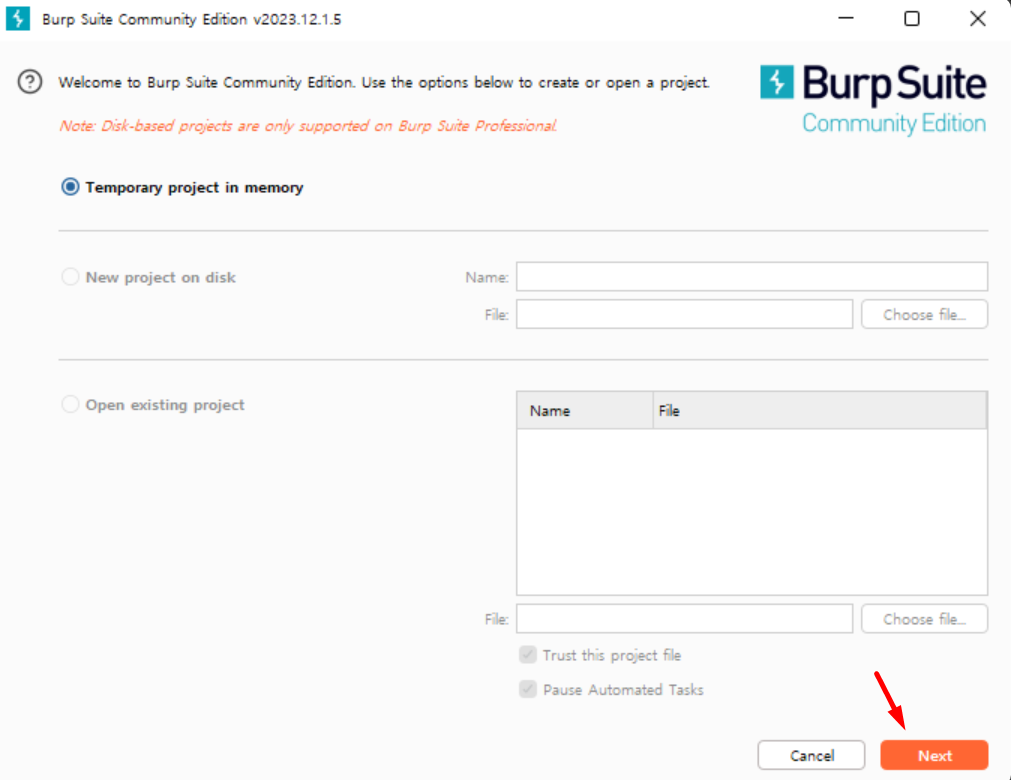 Burp Suite Community Edition v2023.12.1.5
Welcome to Burp Suite Community Edition. Use the options below to create or open a project.
Burp Suite
Community Edition
Note: Disk-based projects are only supported on Burp Suite Professional.
Temporary project in memory
New project on disk
Name:
File:
Choose file...
Open existing project
Name File
File:
Choose file...
Trust this project file
Pause Automated Tasks
Cancel Next